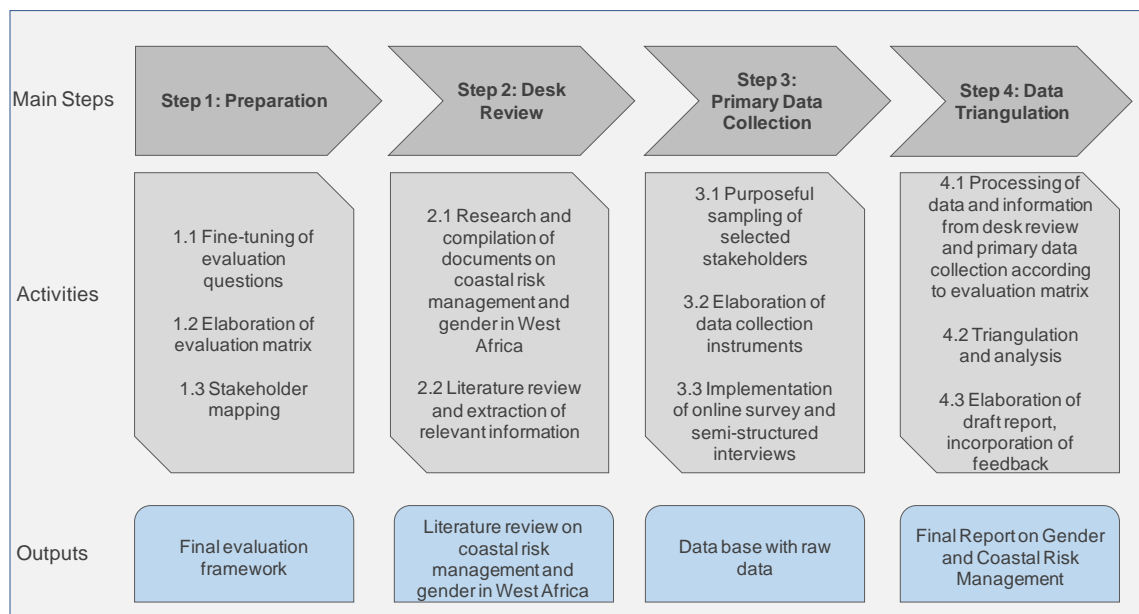 Main Steps
Step 1: Preparation
Step 2: Desk
Review
Step 3:
Primary Data
Collection
Step 4: Data
Triangulation
Activities
1.1 Fine-tuning of
evaluation
questions
1.2 Elaboration of
evaluation matrix
1.3 Stakeholder
mapping
2.1 Research and
compilation of
documents on
coastal risk
management and
gender in West
Africa
2.2 Literature review
and extraction of
relevant information
3.1 Purposeful
sampling of
selected
stakeholders
3.2 Elaboration of
data collection
instruments
3.3 Implementation
of online survey and
semi-structured
interviews
4.1 Processing of
data and information
from desk review
and primary data
collection according
to evaluation matrix
4.2 Triangulation
and analysis
4.3 Elaboration of
draft report,
incorporation of
feedback
Outputs
Final evaluation
framework
Literature review on
coastal risk
management and
gender in West Africa
Data base with raw
data
Final Report on Gender
and Coastal Risk
Management